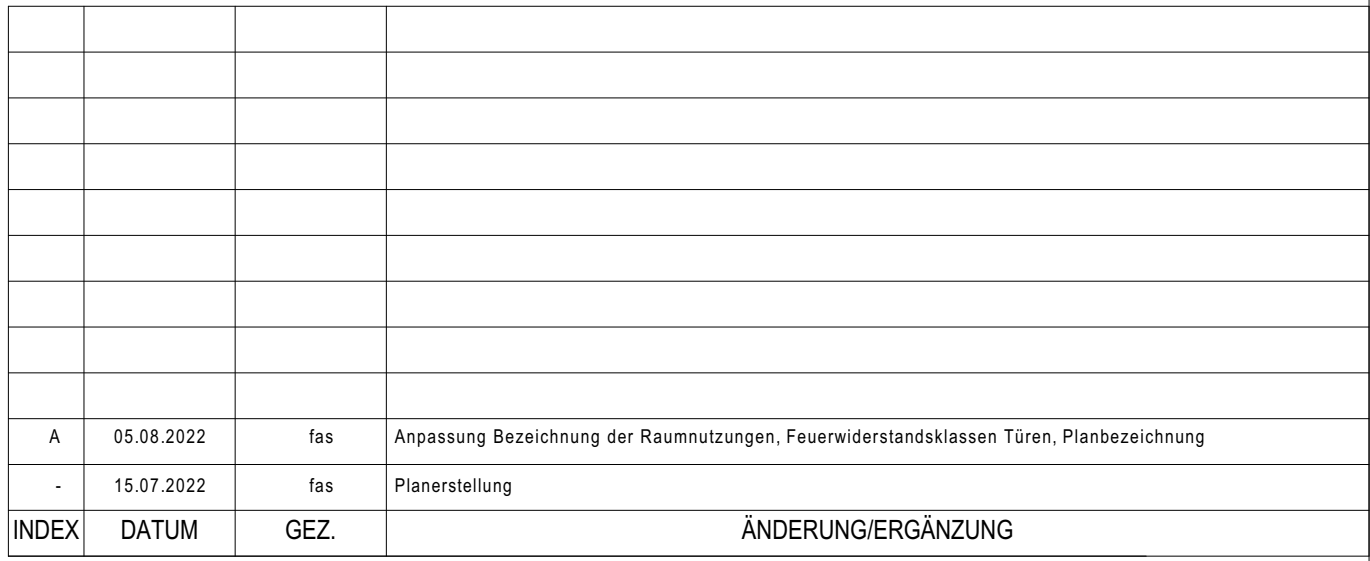 A 05.08.2022 fas Anpassung Bezeichnung der Raumnutzungen, Feuerwiderstandsklassen Türen, Planbezeichnung
- 15.07.2022 fas Planerstellung
INDEX DATUM GEZ. ÄNDERUNG/ERGÄNZUNG